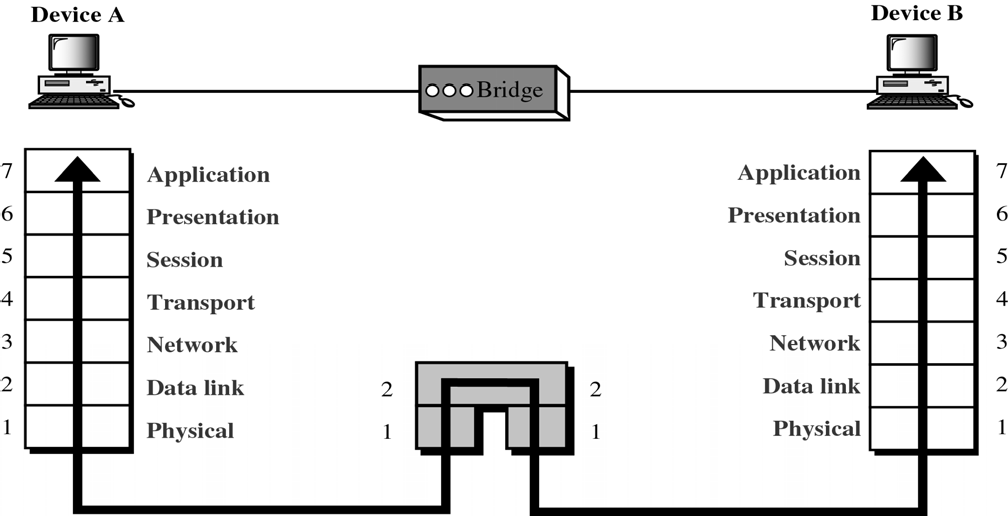 Device A
Device B
Bridge
7 Application
6 Presentation
5 Session
4 Transport
3 Network
2 Data link
1 Physical
2 2
1 1
Application 7
Presentation 6
Session 5
Transport 4
Network 3
Data link 2
Physical 1